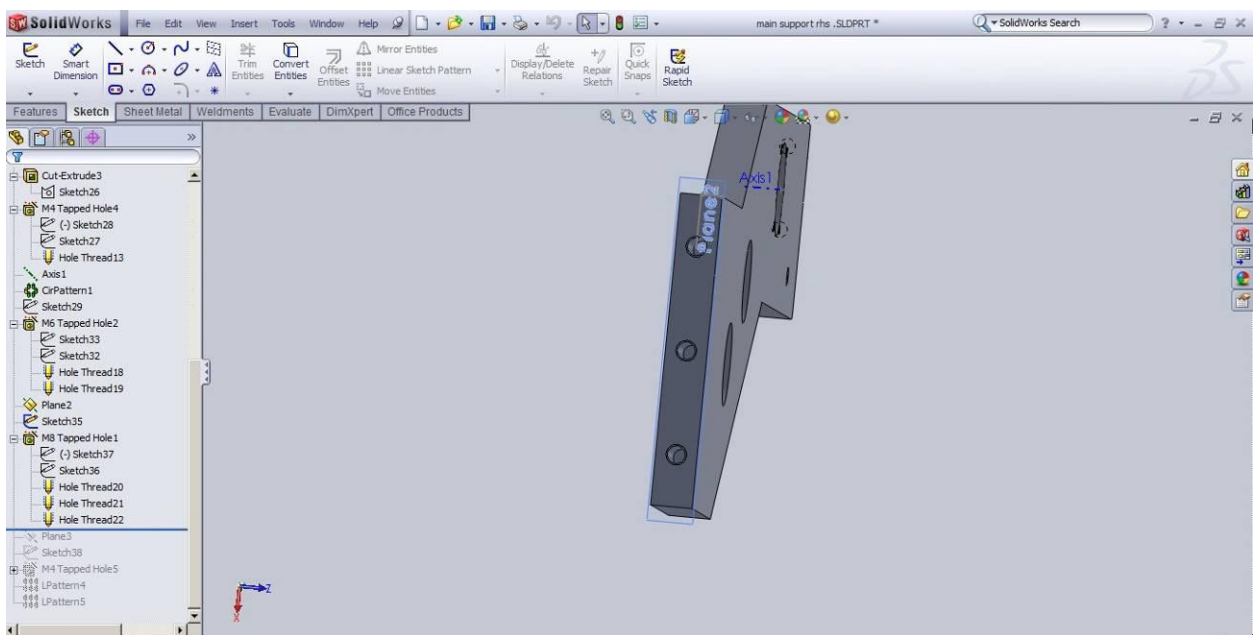 SolidWorks File Edit View Insert Tools Window Help main support rhs .SLDPRT * SolidWorks Search
Sketch Smart Dimension Trim Entities Convert Entities Offset Entities Mirror Entities Linear Sketch Pattern Move Entities Display/Delete Relations Repair Sketch Quick Snaps Rapid Sketch
Features Sketch Sheet Metal Weldments Evaluate DimXpert Office Products
Cut-Extrude3
Sketch26
M4 Tapped Hole4
(-) Sketch28
Sketch27
Hole Thread13
Axis1
CirPattern1
Sketch29
M6 Tapped Hole2
Sketch33
Sketch32
Hole Thread18
Hole Thread19
Plane2
Sketch35
M8 Tapped Hole1
(-) Sketch37
Sketch36
Hole Thread20
Hole Thread21
Hole Thread22
Plane3
Sketch38
M4 Tapped Hole5
LPattern4
LPattern5
Axis1
Plane2
Z
X